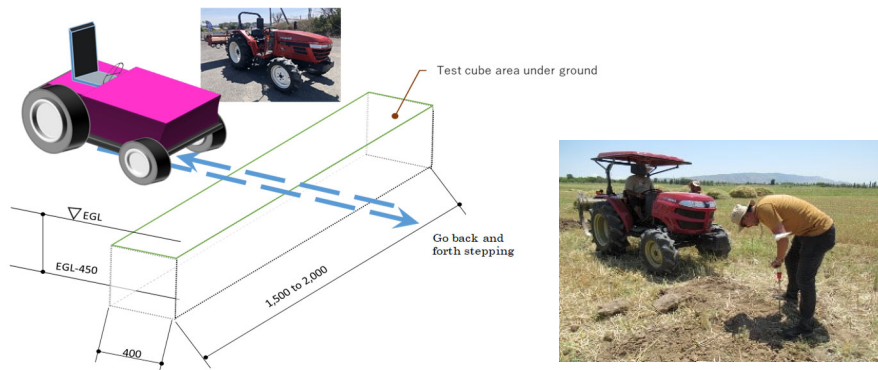 Test cube area under ground
EGL
EGL-450
Go back and
forth stepping
1,500 to 2,000
400